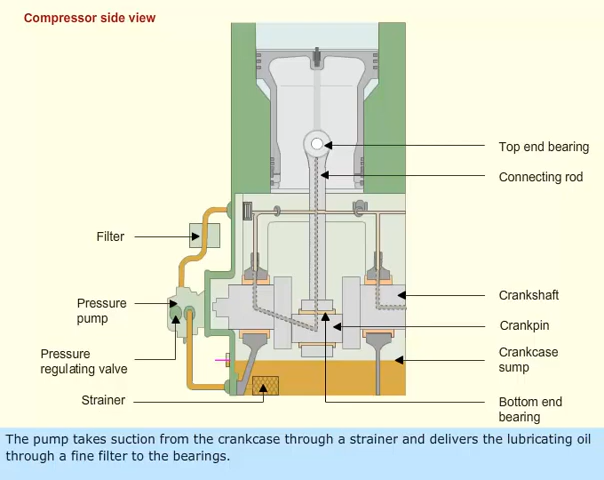 Compressor side view
Top end bearing
Connecting rod
Filter
Crankshaft
Pressure
pump
Crankpin
Pressure
regulating valve
Crankcase
sump
Strainer
Bottom end
bearing
The pump takes suction from the crankcase through a strainer and delivers the lubricating oil
through a fine filter to the bearings.